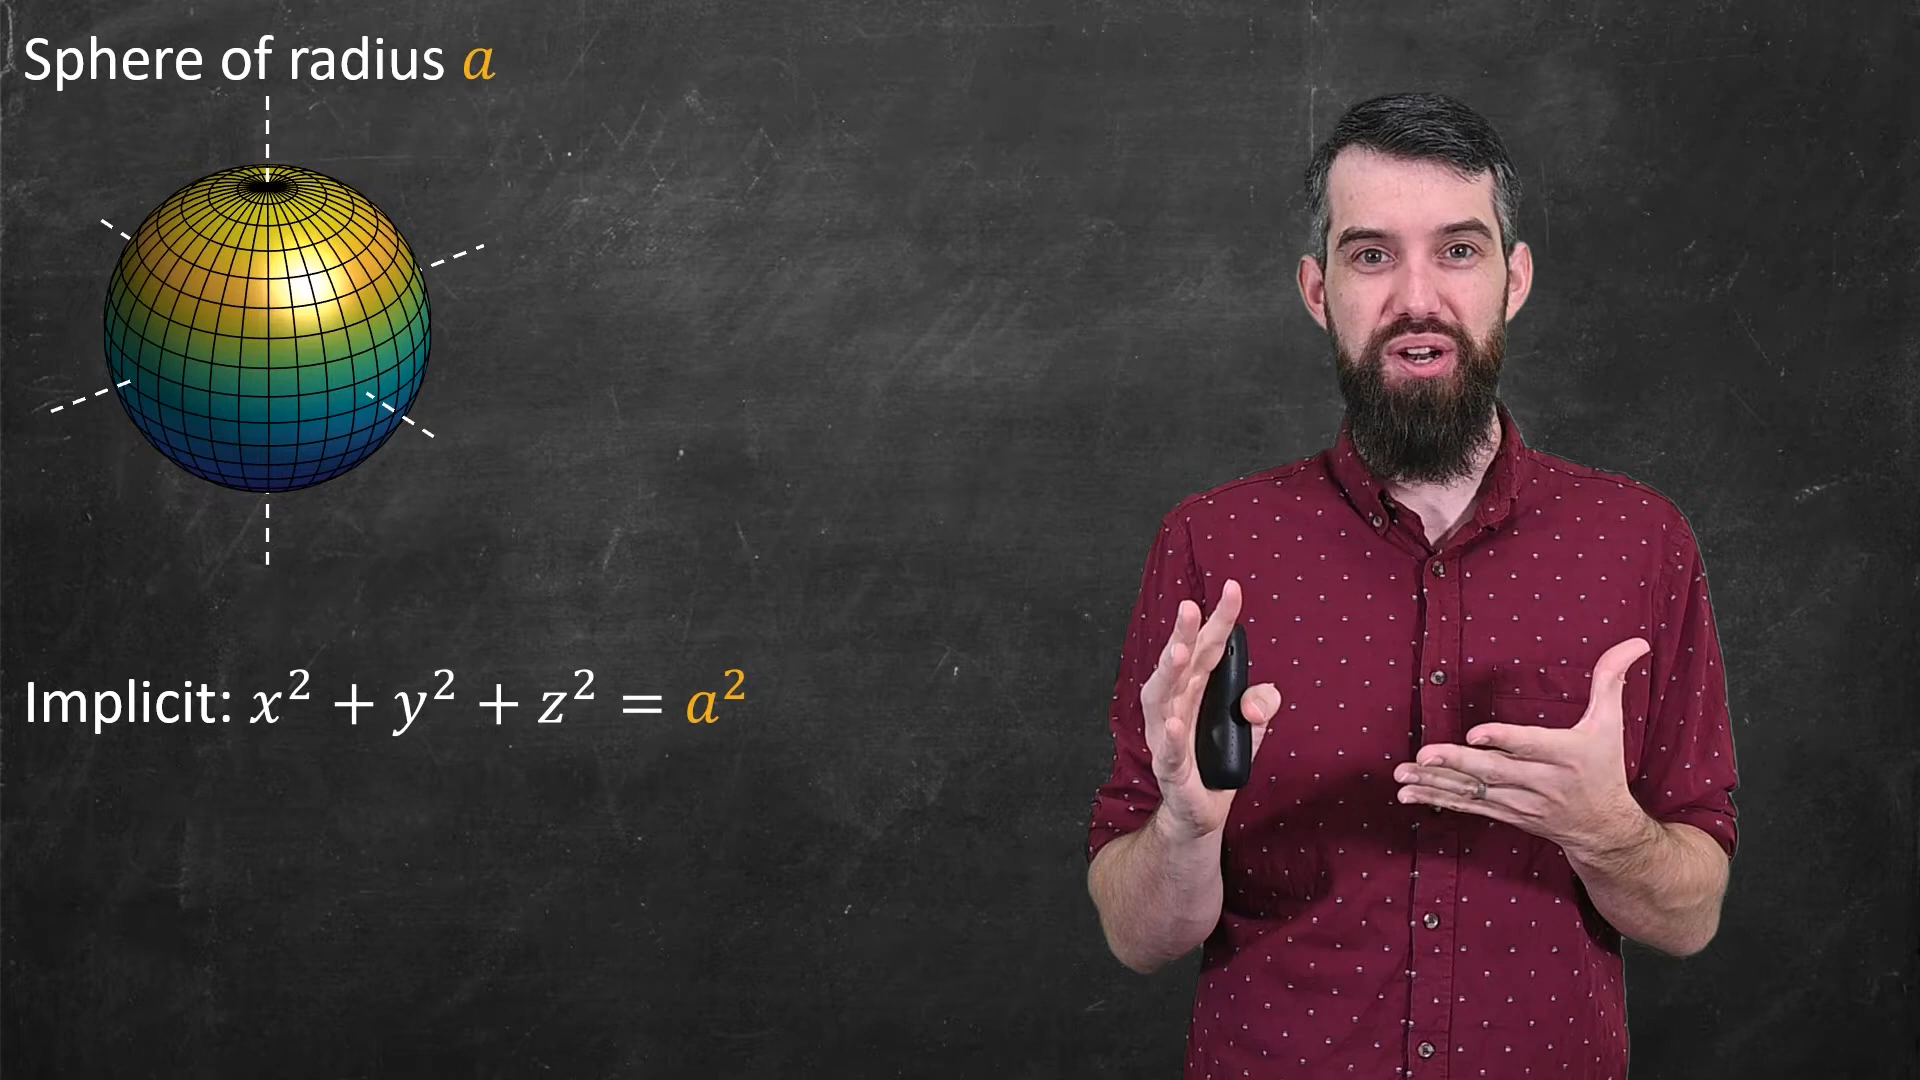 Sphere of radius a
Implicit: x² + y² + z² = a²